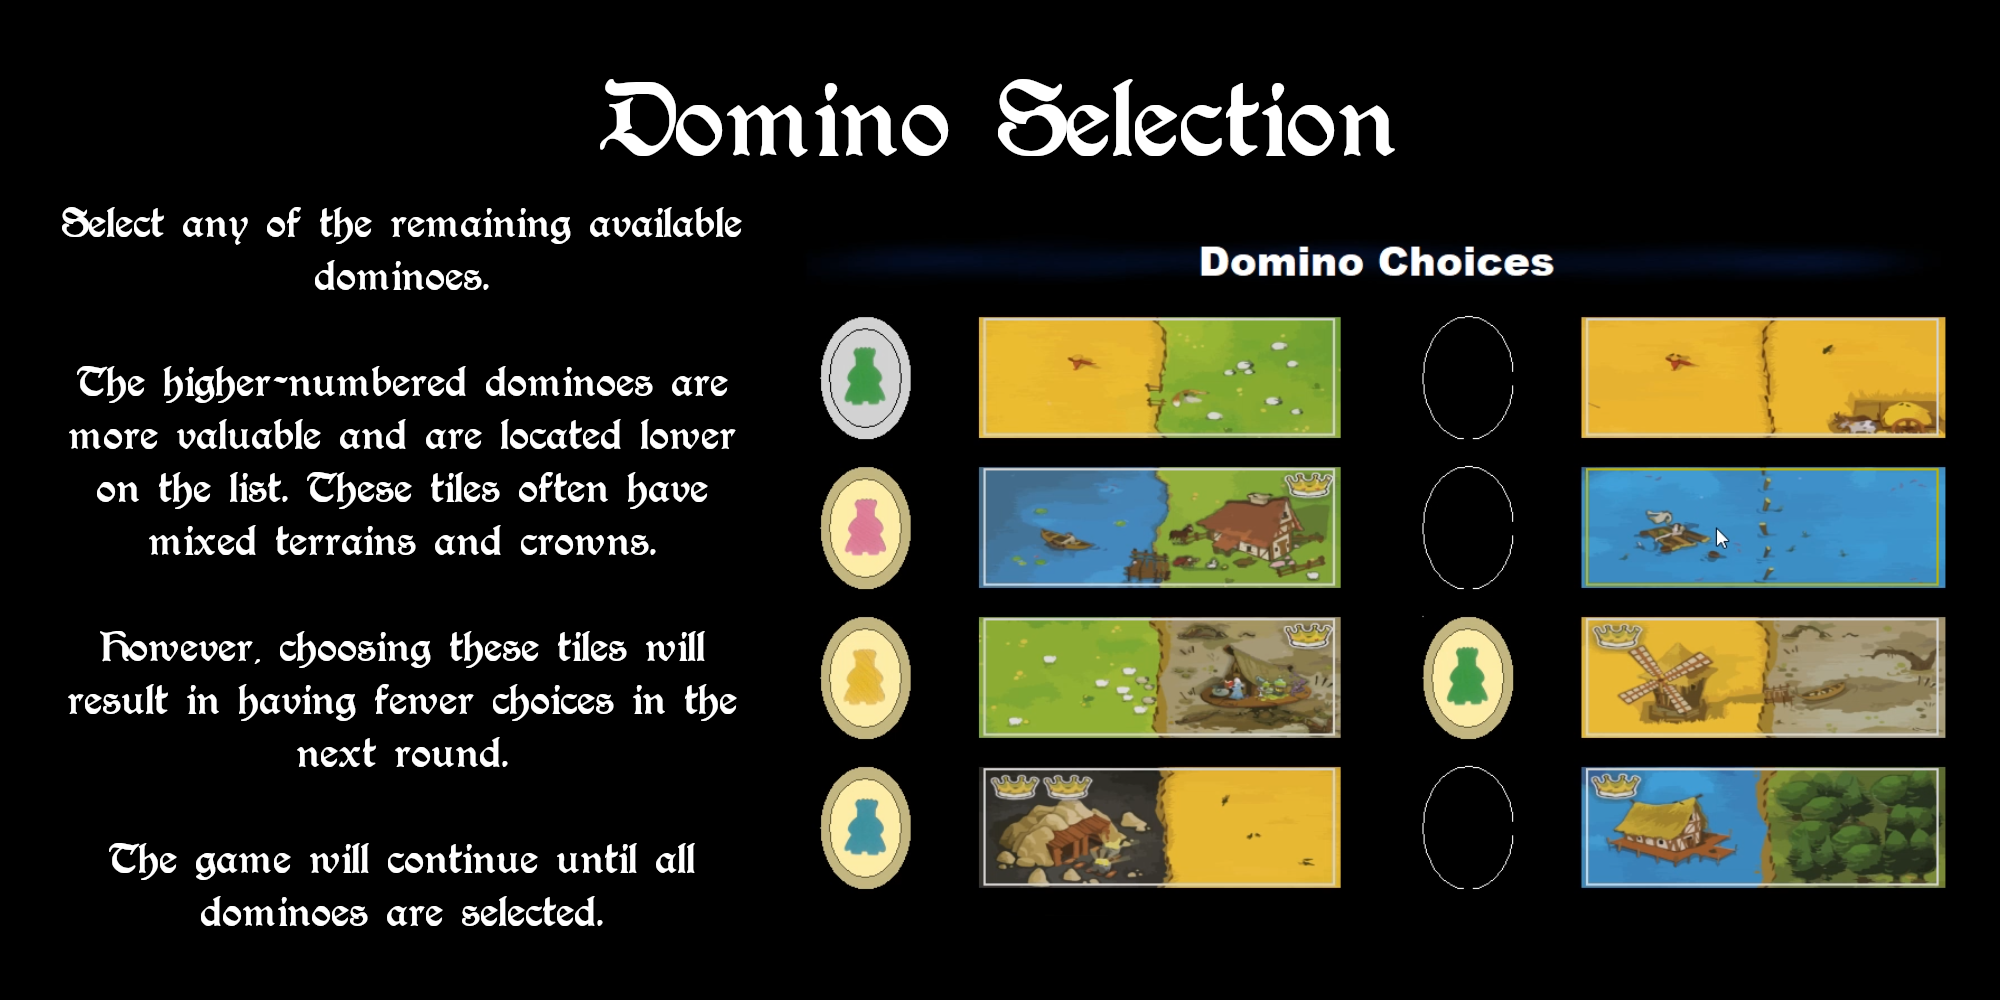 Domino Selection
Select any of the remaining available
dominoes.
The higher~numbered dominoes are
more valuable and are located lower
on the list. These tiles often have
mixed terrains and crowns.
However, choosing these tiles will
result in having fewer choices in the
next round.
The game will continue until all
dominoes are selected.
Domino Choices